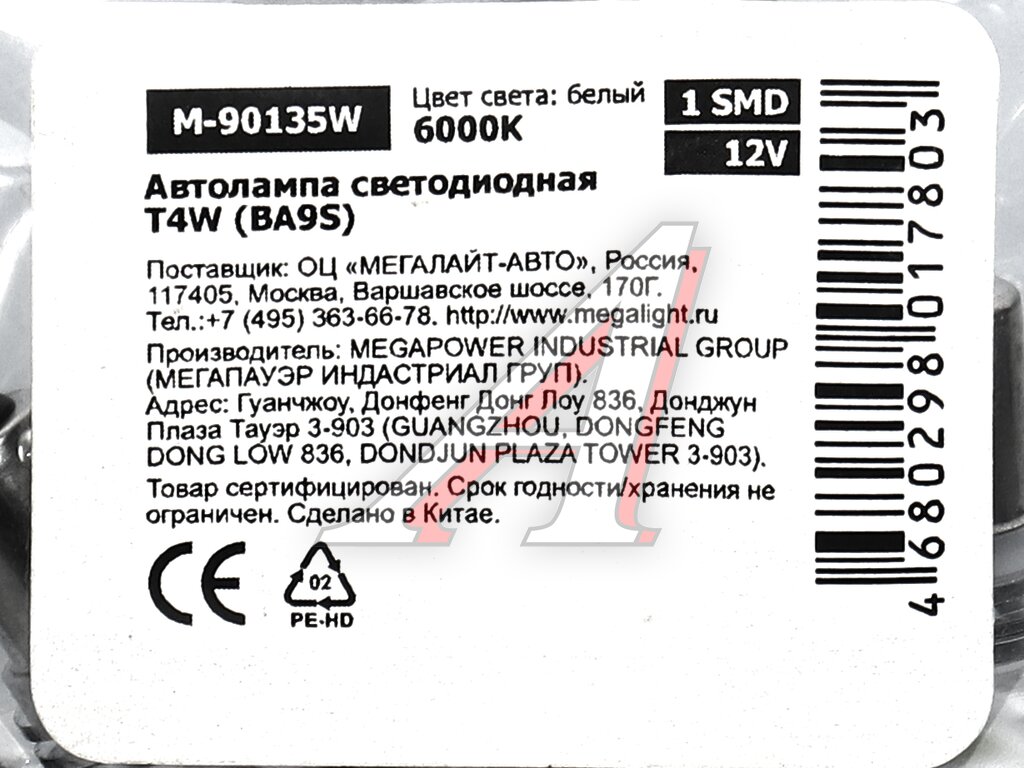 M-90135W
Цвет света: белый
6000K
1 SMD
12V
Автолампа светодиодная
T4W (BA9S)
Поставщик: ОЦ «МЕГАЛАЙТ-АВТО», Россия,
117405, Москва, Варшавское шоссе, 170Г.
Тел.:+7 (495) 363-66-78. http://www.megalight.ru
Производитель: MEGAPOWER INDUSTRIAL GROUP
(МЕГАПАУЭР ИНДАСТРИАЛ ГРУП).
Адрес: Гуанчжоу, Донфенг Донг Лоу 836, Донджун
Плаза Тауэр 3-903 (GUANGZHOU, DONGFENG
DONG LOW 836, DONDJUN PLAZA TOWER 3-903).
Товар сертифицирован. Срок годности/хранения не
ограничен. Сделано в Китае.
CE
02
PE-HD
4680298017803